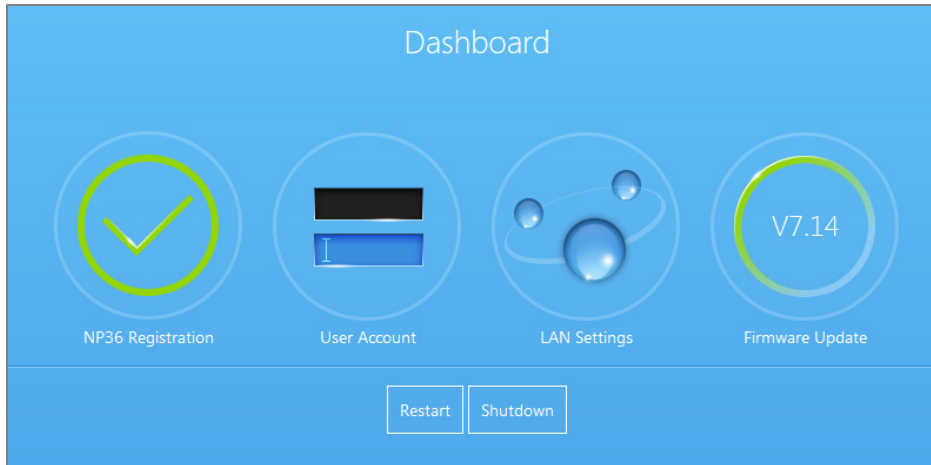 Dashboard
V7.14
NP36 Registration
User Account
LAN Settings
Firmware Update
Restart
Shutdown